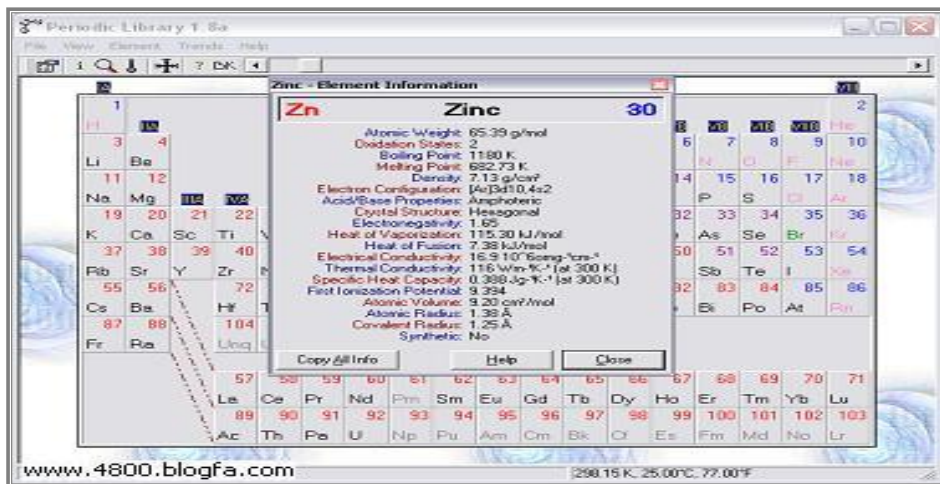 Periodic Library 1.8a
File View Element Trends Help
Zinc - Element Information
Zn Zinc 30
Atomic Weight: 65.39 g/mol
Oxidation States: 2
Boiling Point: 1180 K
Melting Point: 692.73 K
Density: 7.13 g/cm³
Electron Configuration: [Ar]3d10,4s2
Acid/Base Properties: Amphoteric
Crystal Structure: Hexagonal
Electronegativity: 1.65
Heat of Vaporization: 115.30 kJ/mol
Heat of Fusion: 7.38 kJ/mol
Electrical Conductivity:
Thermal Conductivity: 116 Wm-¹K-¹ (at 300 K)
Specific Heat Capacity: 0.388 Jg-¹K-¹ (at 300 K)
First Ionization Potential: 9.394
Atomic Volume: 9.20 cm³/mol
Atomic Radius: 1.38 Å
Covalent Radius: 1.25 Å
Synthetic: No
Copy All Info Help Close
1 2
H He
3 4 6 7 8 9 10
Li Be N O F Ne
11 12 14 15 16 17 18
Na Mg P S Cl Ar
19 20 21 22 32 33 34 35 36
K Ca Sc Ti As Se Br Kr
37 38 39 40 50 51 52 53 54
Rb Sr Y Zr Sb Te I Xe
55 56 72 82 83 84 85 86
Cs Ba Hf Bi Po At Rn
87 88 104
Fr Ra Unq
57 58 59 60 61 62 63 64 65 66 67 68 69 70 71
La Ce Pr Nd Pm Sm Eu Gd Tb Dy Ho Er Tm Yb Lu
89 90 91 92 93 94 95 96 97 98 99 100 101 102 103
Ac Th Pa U Np Pu Am Cm Bk Cf Es Fm Md No Lr
www.4800.blogfa.com 298.15 K, 25.00°C, 77.00°F